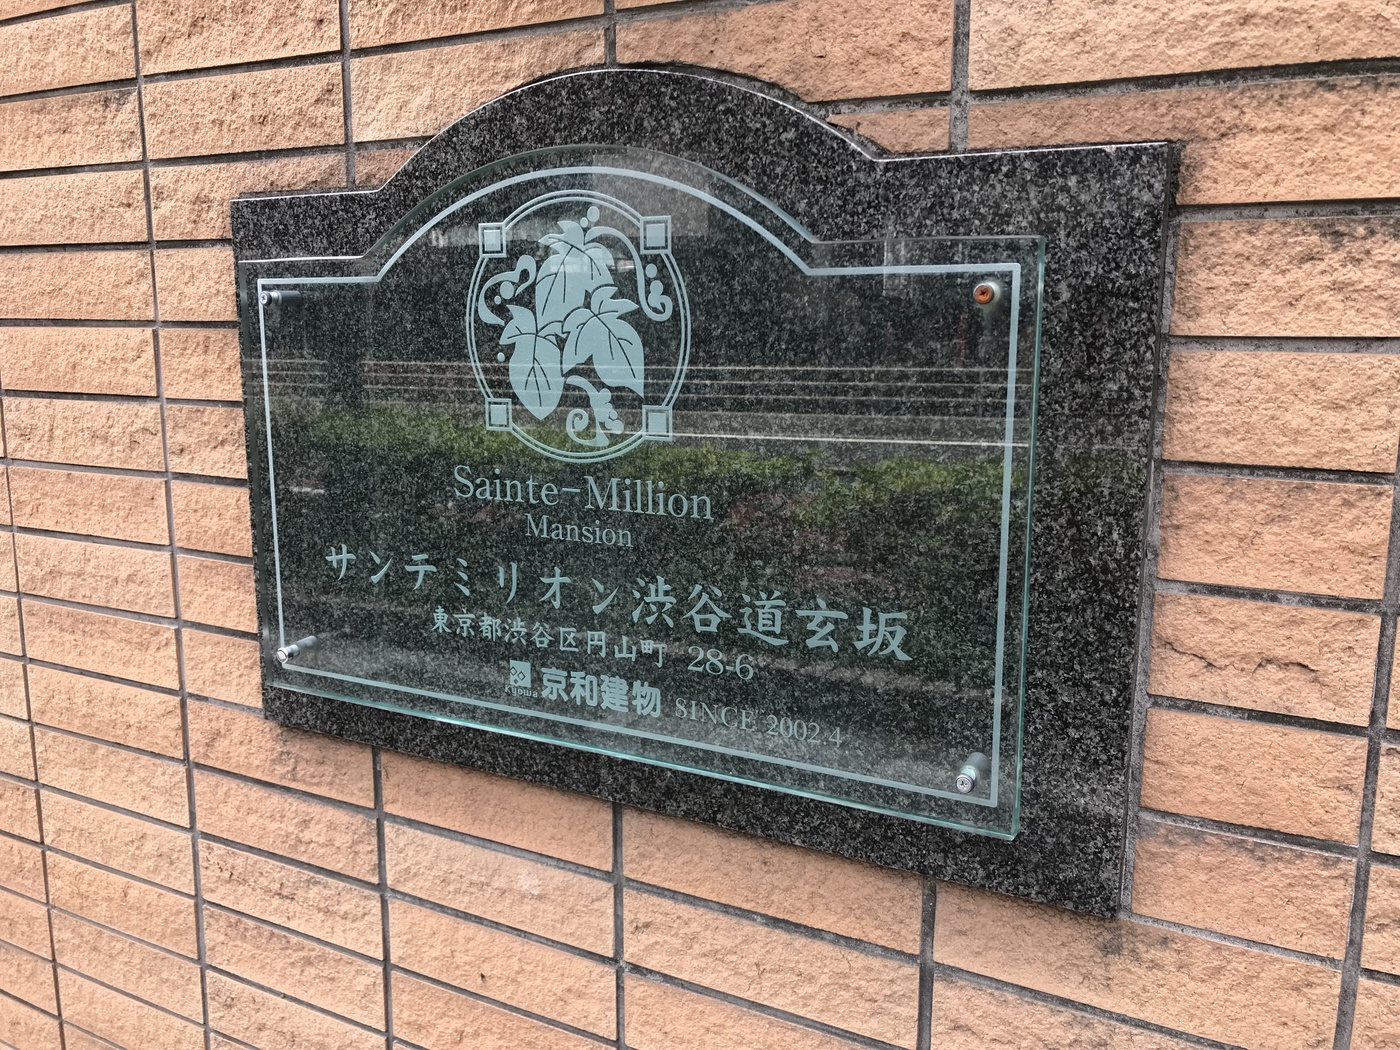 Sainte-Million
Mansion
サンテミリオン渋谷道玄坂
東京都渋谷区円山町 28-6
Kyowa 京和建物 SINCE 2002.4